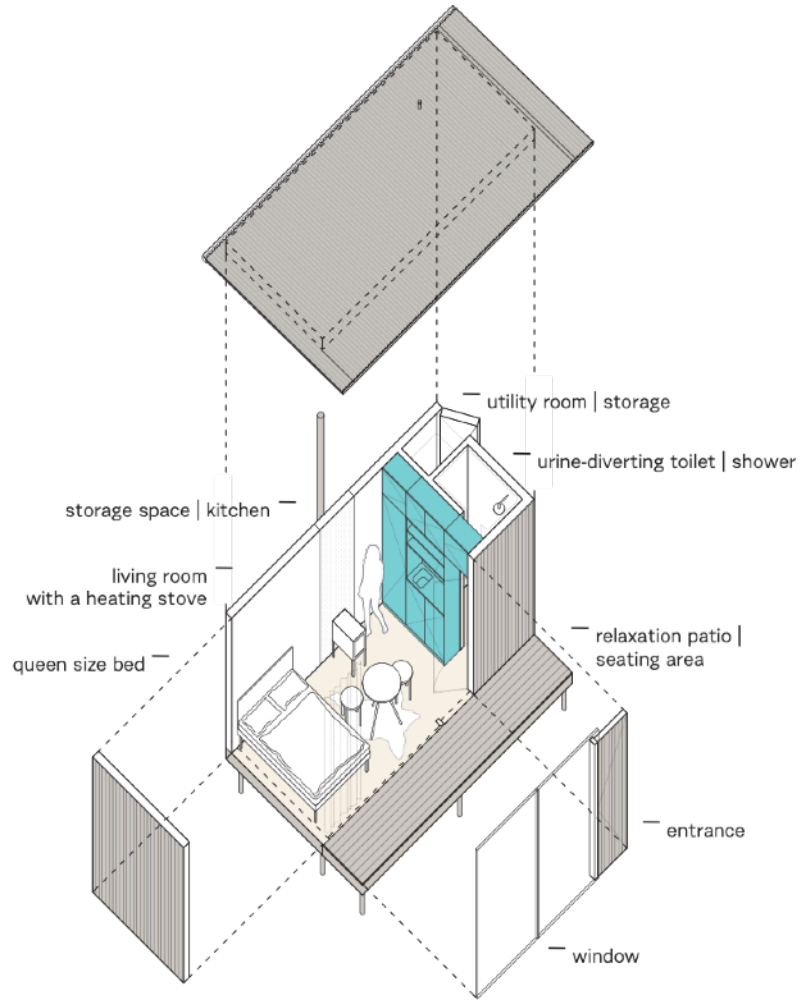 utility room | storage
urine-diverting toilet | shower
storage space | kitchen
living room
with a heating stove
relaxation patio |
seating area
queen size bed
entrance
window